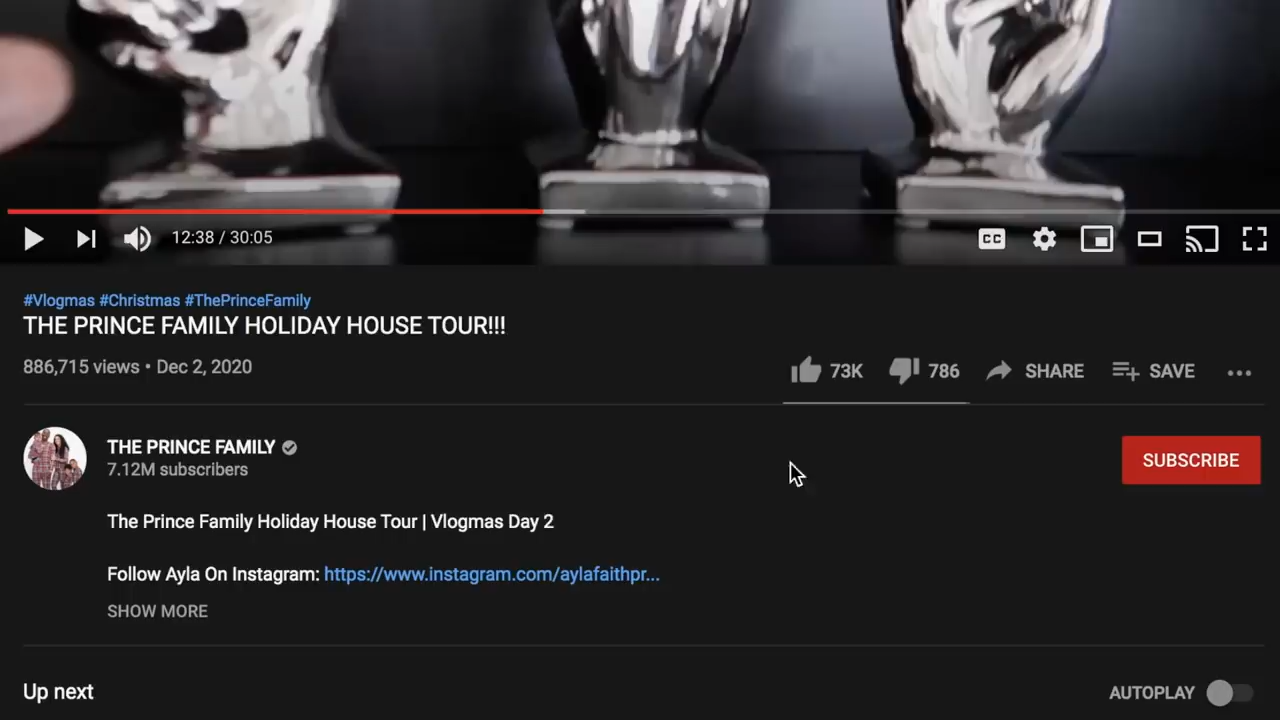 12:38 / 30:05
CC
#Vlogmas #Christmas #ThePrinceFamily
THE PRINCE FAMILY HOLIDAY HOUSE TOUR!!!
886,715 views • Dec 2, 2020
73K 786 SHARE SAVE
THE PRINCE FAMILY
7.12M subscribers
SUBSCRIBE
The Prince Family Holiday House Tour | Vlogmas Day 2
Follow Ayla On Instagram: https://www.instagram.com/aylafaithpr...
SHOW MORE
Up next
AUTOPLAY